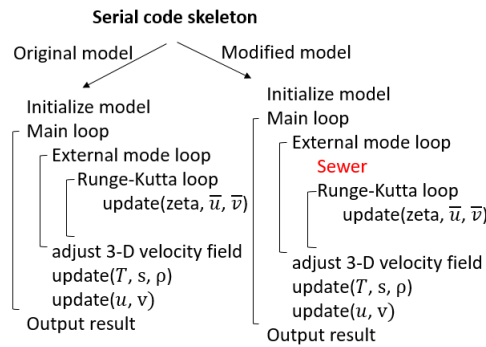 Serial code skeleton
Original model
Modified model
Initialize model
Main loop
External mode loop
Runge-Kutta loop
update(zeta, u̅, v̅)
adjust 3-D velocity field
update(T, s, ρ)
update(u, v)
Output result
Initialize model
Main loop
External mode loop
Sewer
Runge-Kutta loop
update(zeta, u̅, v̅)
adjust 3-D velocity field
update(T, s, ρ)
update(u, v)
Output result